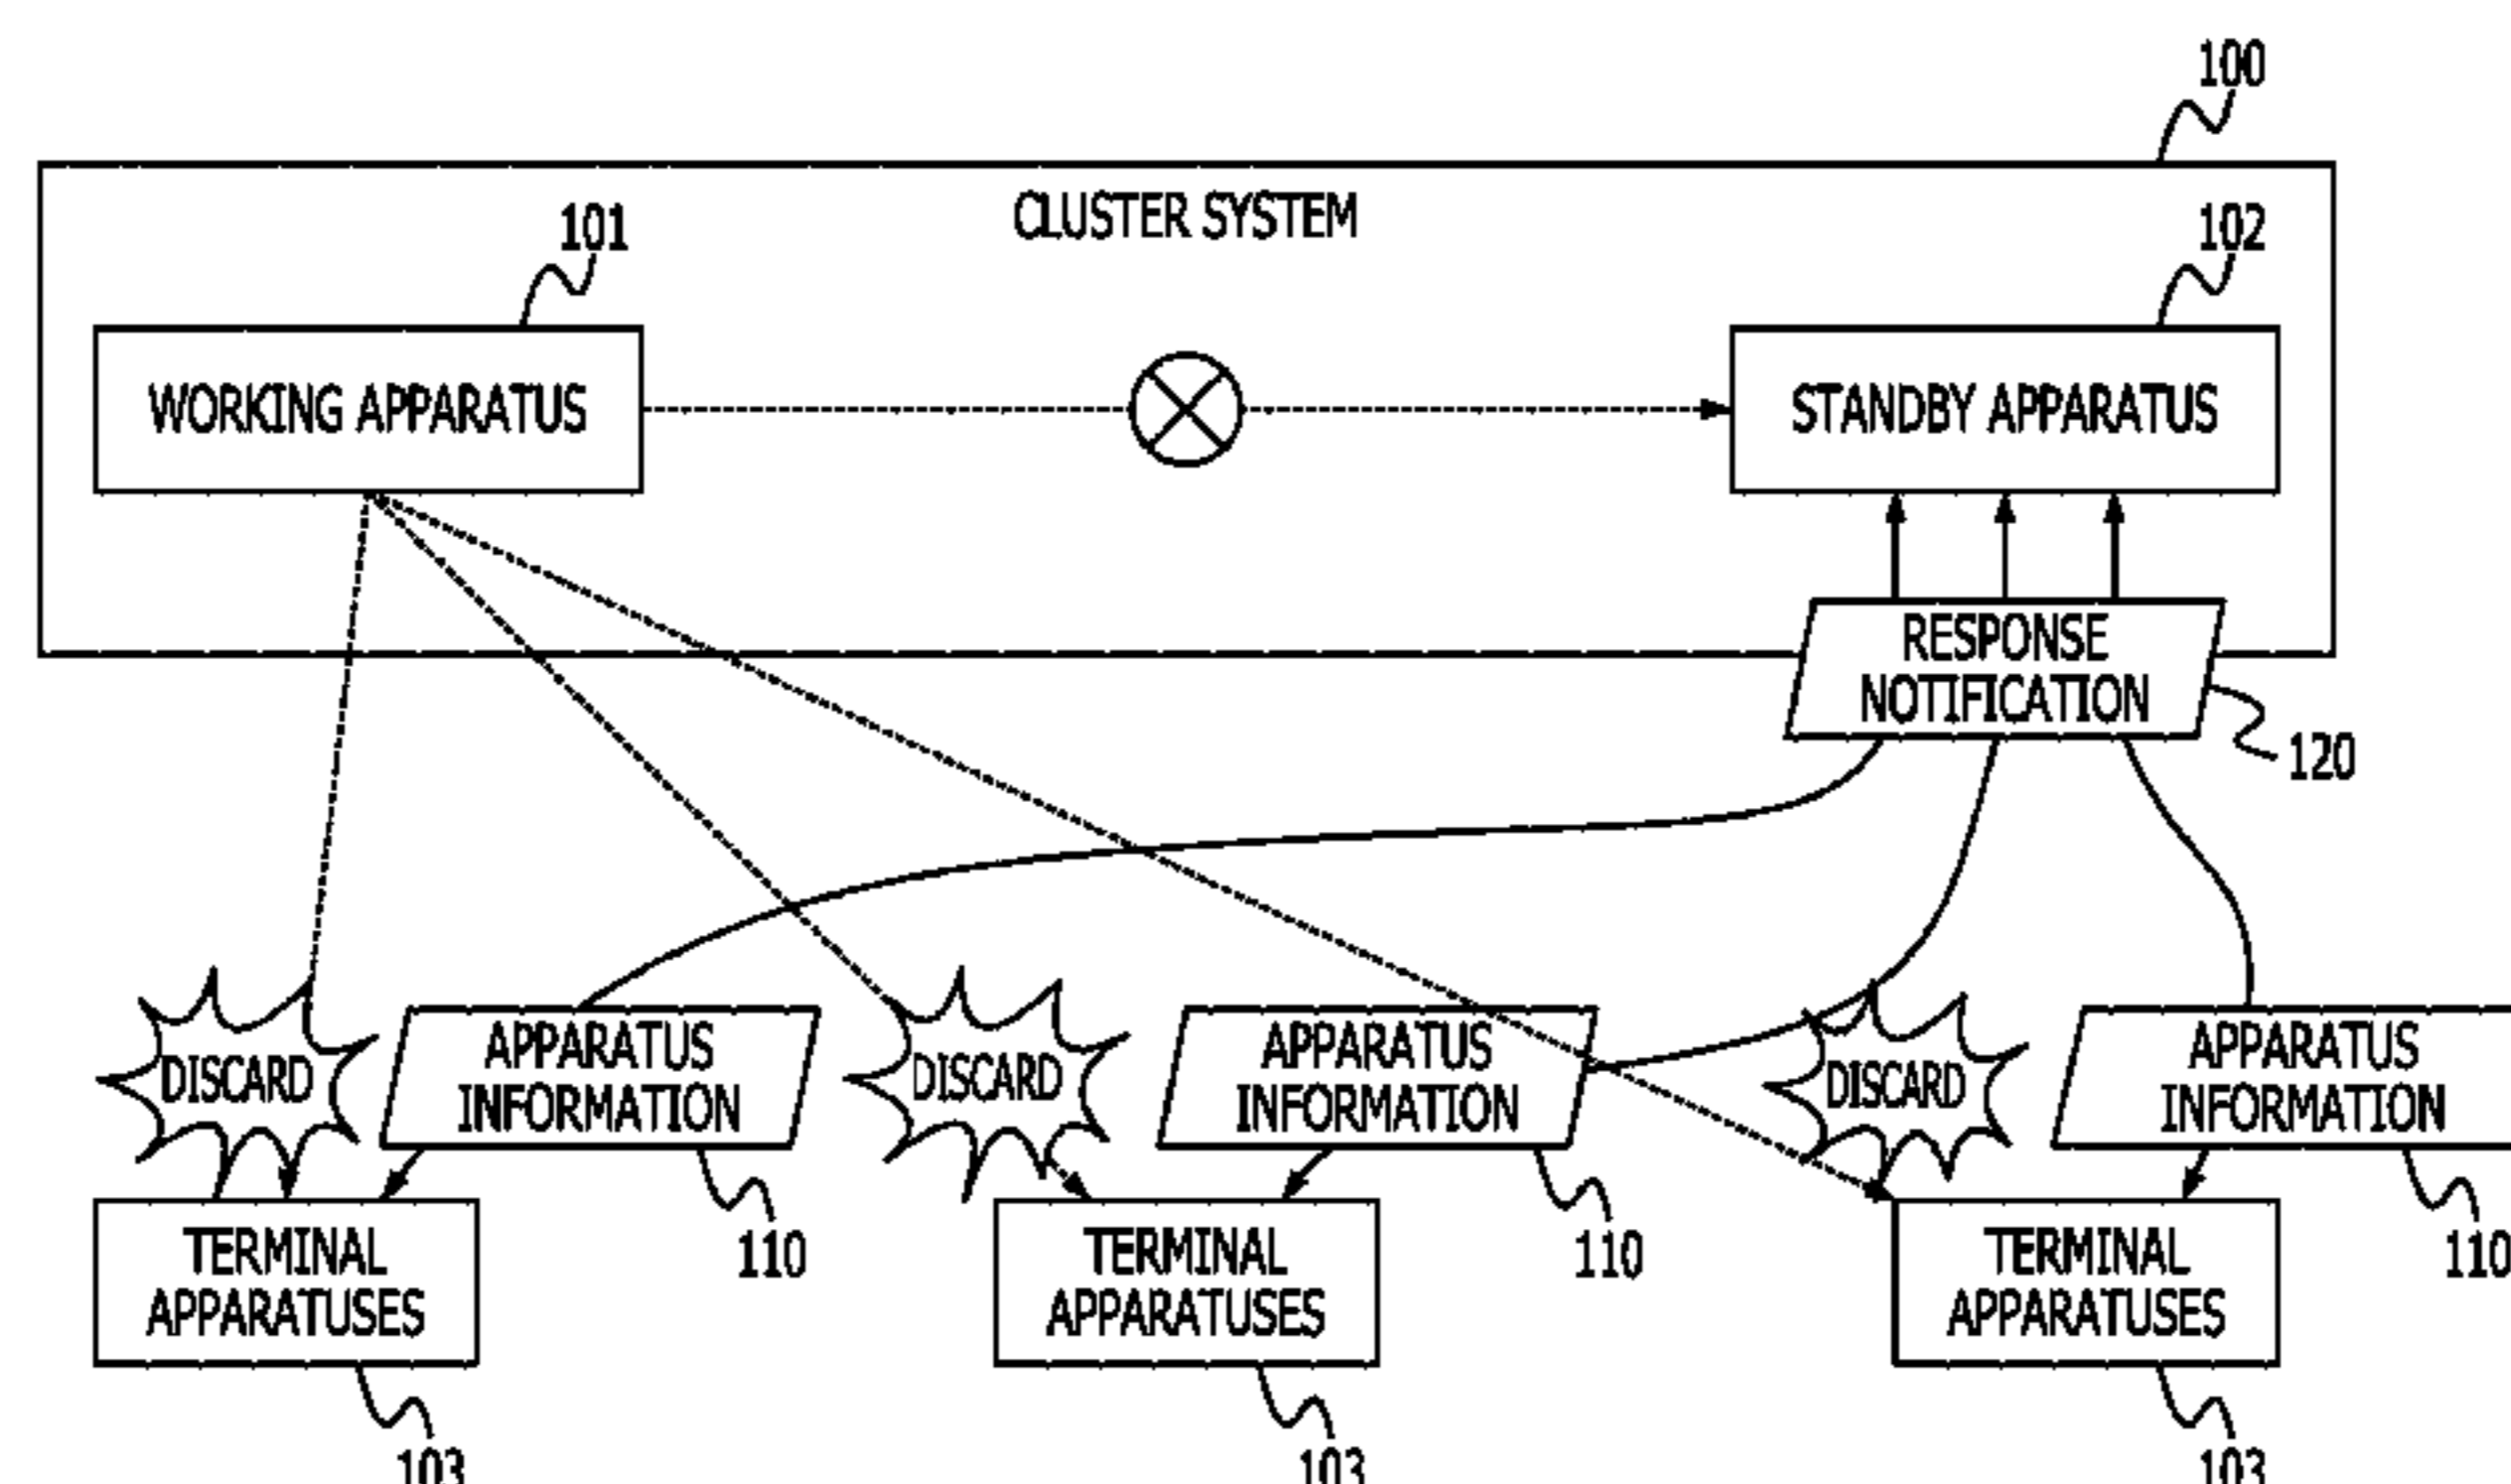 100
CLUSTER SYSTEM
101
102
WORKING APPARATUS
STANDBY APPARATUS
RESPONSE
NOTIFICATION
120
DISCARD
APPARATUS
INFORMATION
DISCARD
APPARATUS
INFORMATION
DISCARD
APPARATUS
INFORMATION
110
110
110
TERMINAL
APPARATUSES
TERMINAL
APPARATUSES
TERMINAL
APPARATUSES
103
103
103